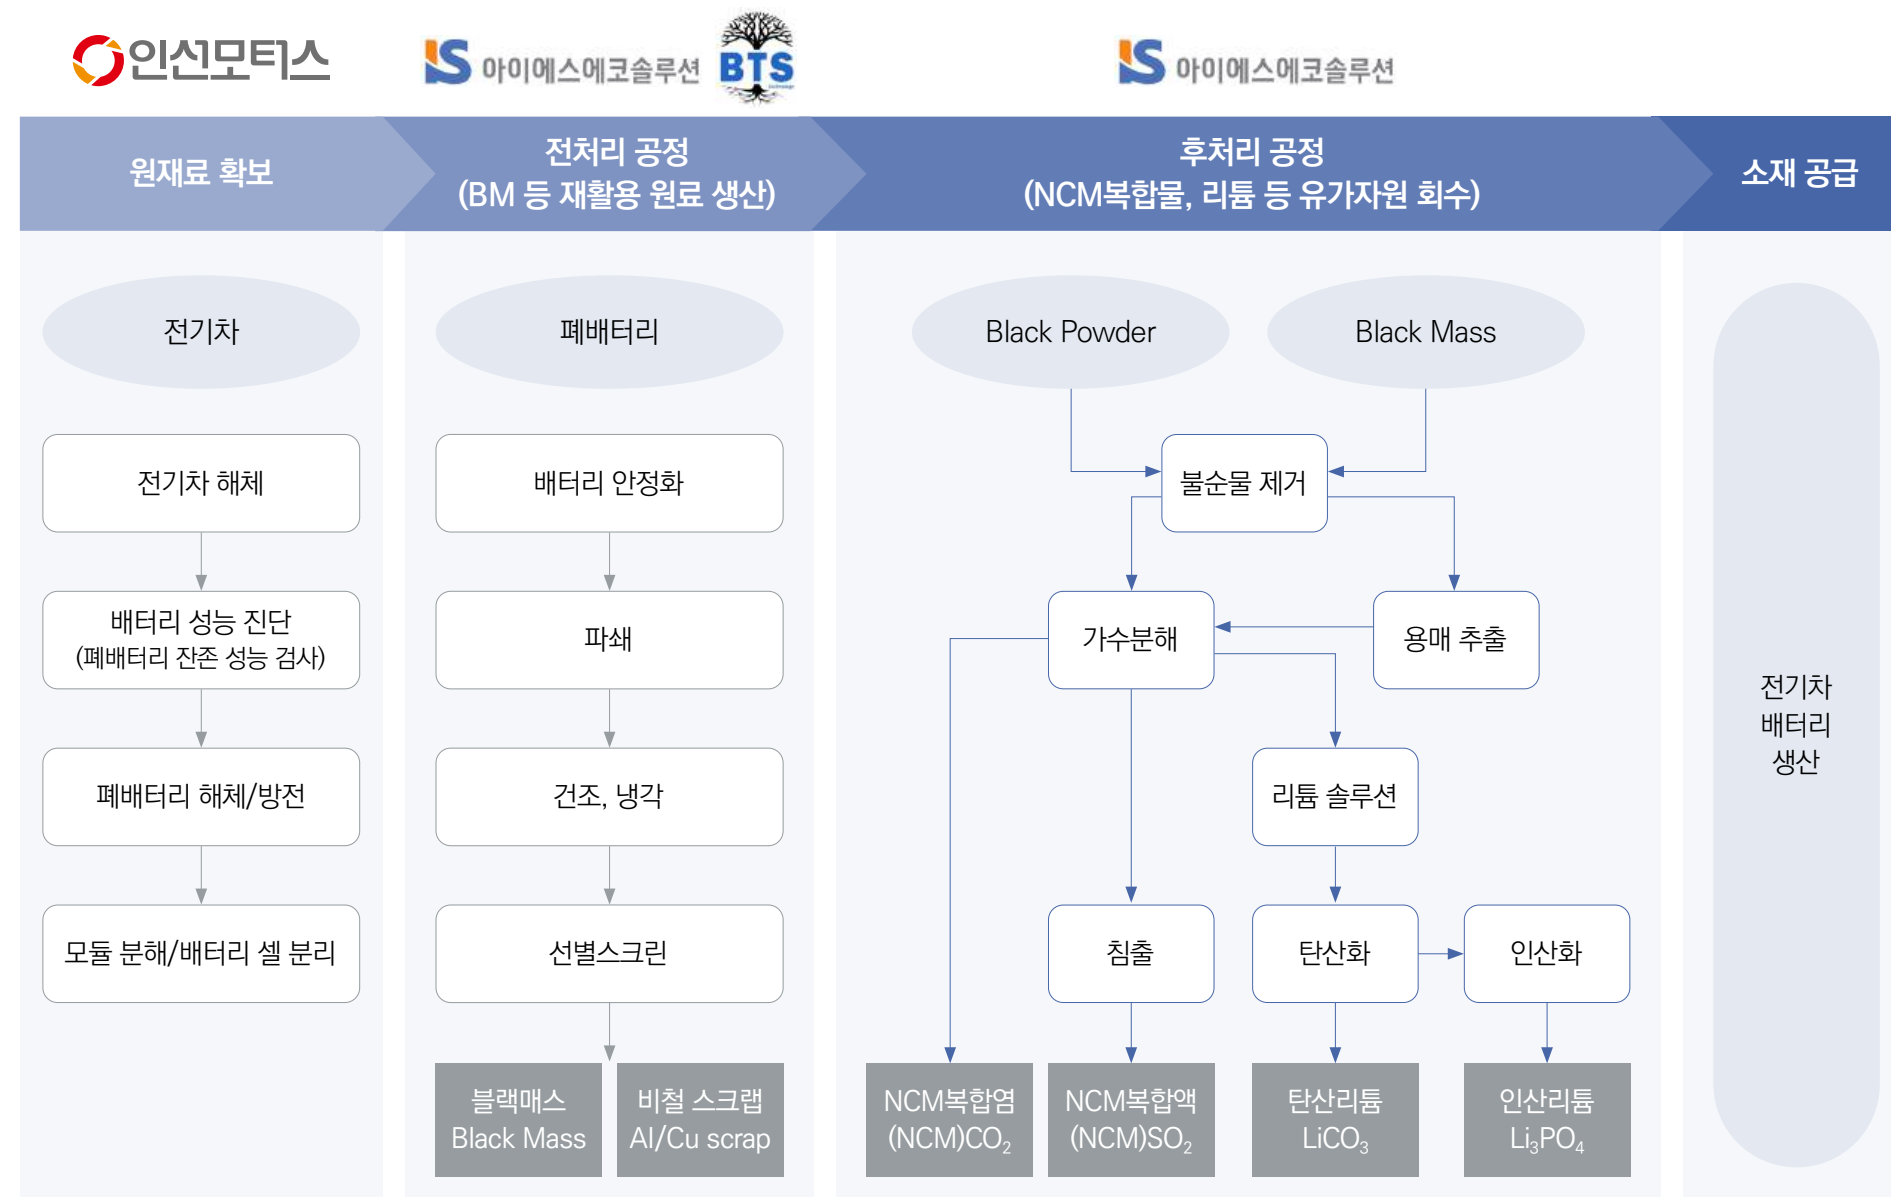 인선모터스
IS 아이에스에코솔루션
BTS
technology
IS 아이에스에코솔루션
원재료 확보
전처리 공정
(BM 등 재활용 원료 생산)
후처리 공정
(NCM복합물, 리튬 등 유가자원 회수)
소재 공급
전기차
전기차 해체
배터리 성능 진단
(폐배터리 잔존 성능 검사)
폐배터리 해체/방전
모듈 분해/배터리 셀 분리
폐배터리
배터리 안정화
파쇄
건조, 냉각
선별스크린
블랙매스
Black Mass
비철 스크랩
Al/Cu scrap
Black Powder
Black Mass
불순물 제거
가수분해
용매 추출
리튬 솔루션
침출
탄산화
인산화
NCM복합염
(NCM)CO₂
NCM복합액
(NCM)SO₂
탄산리튬
LiCO₃
인산리튬
Li₃PO₄
전기차
배터리
생산